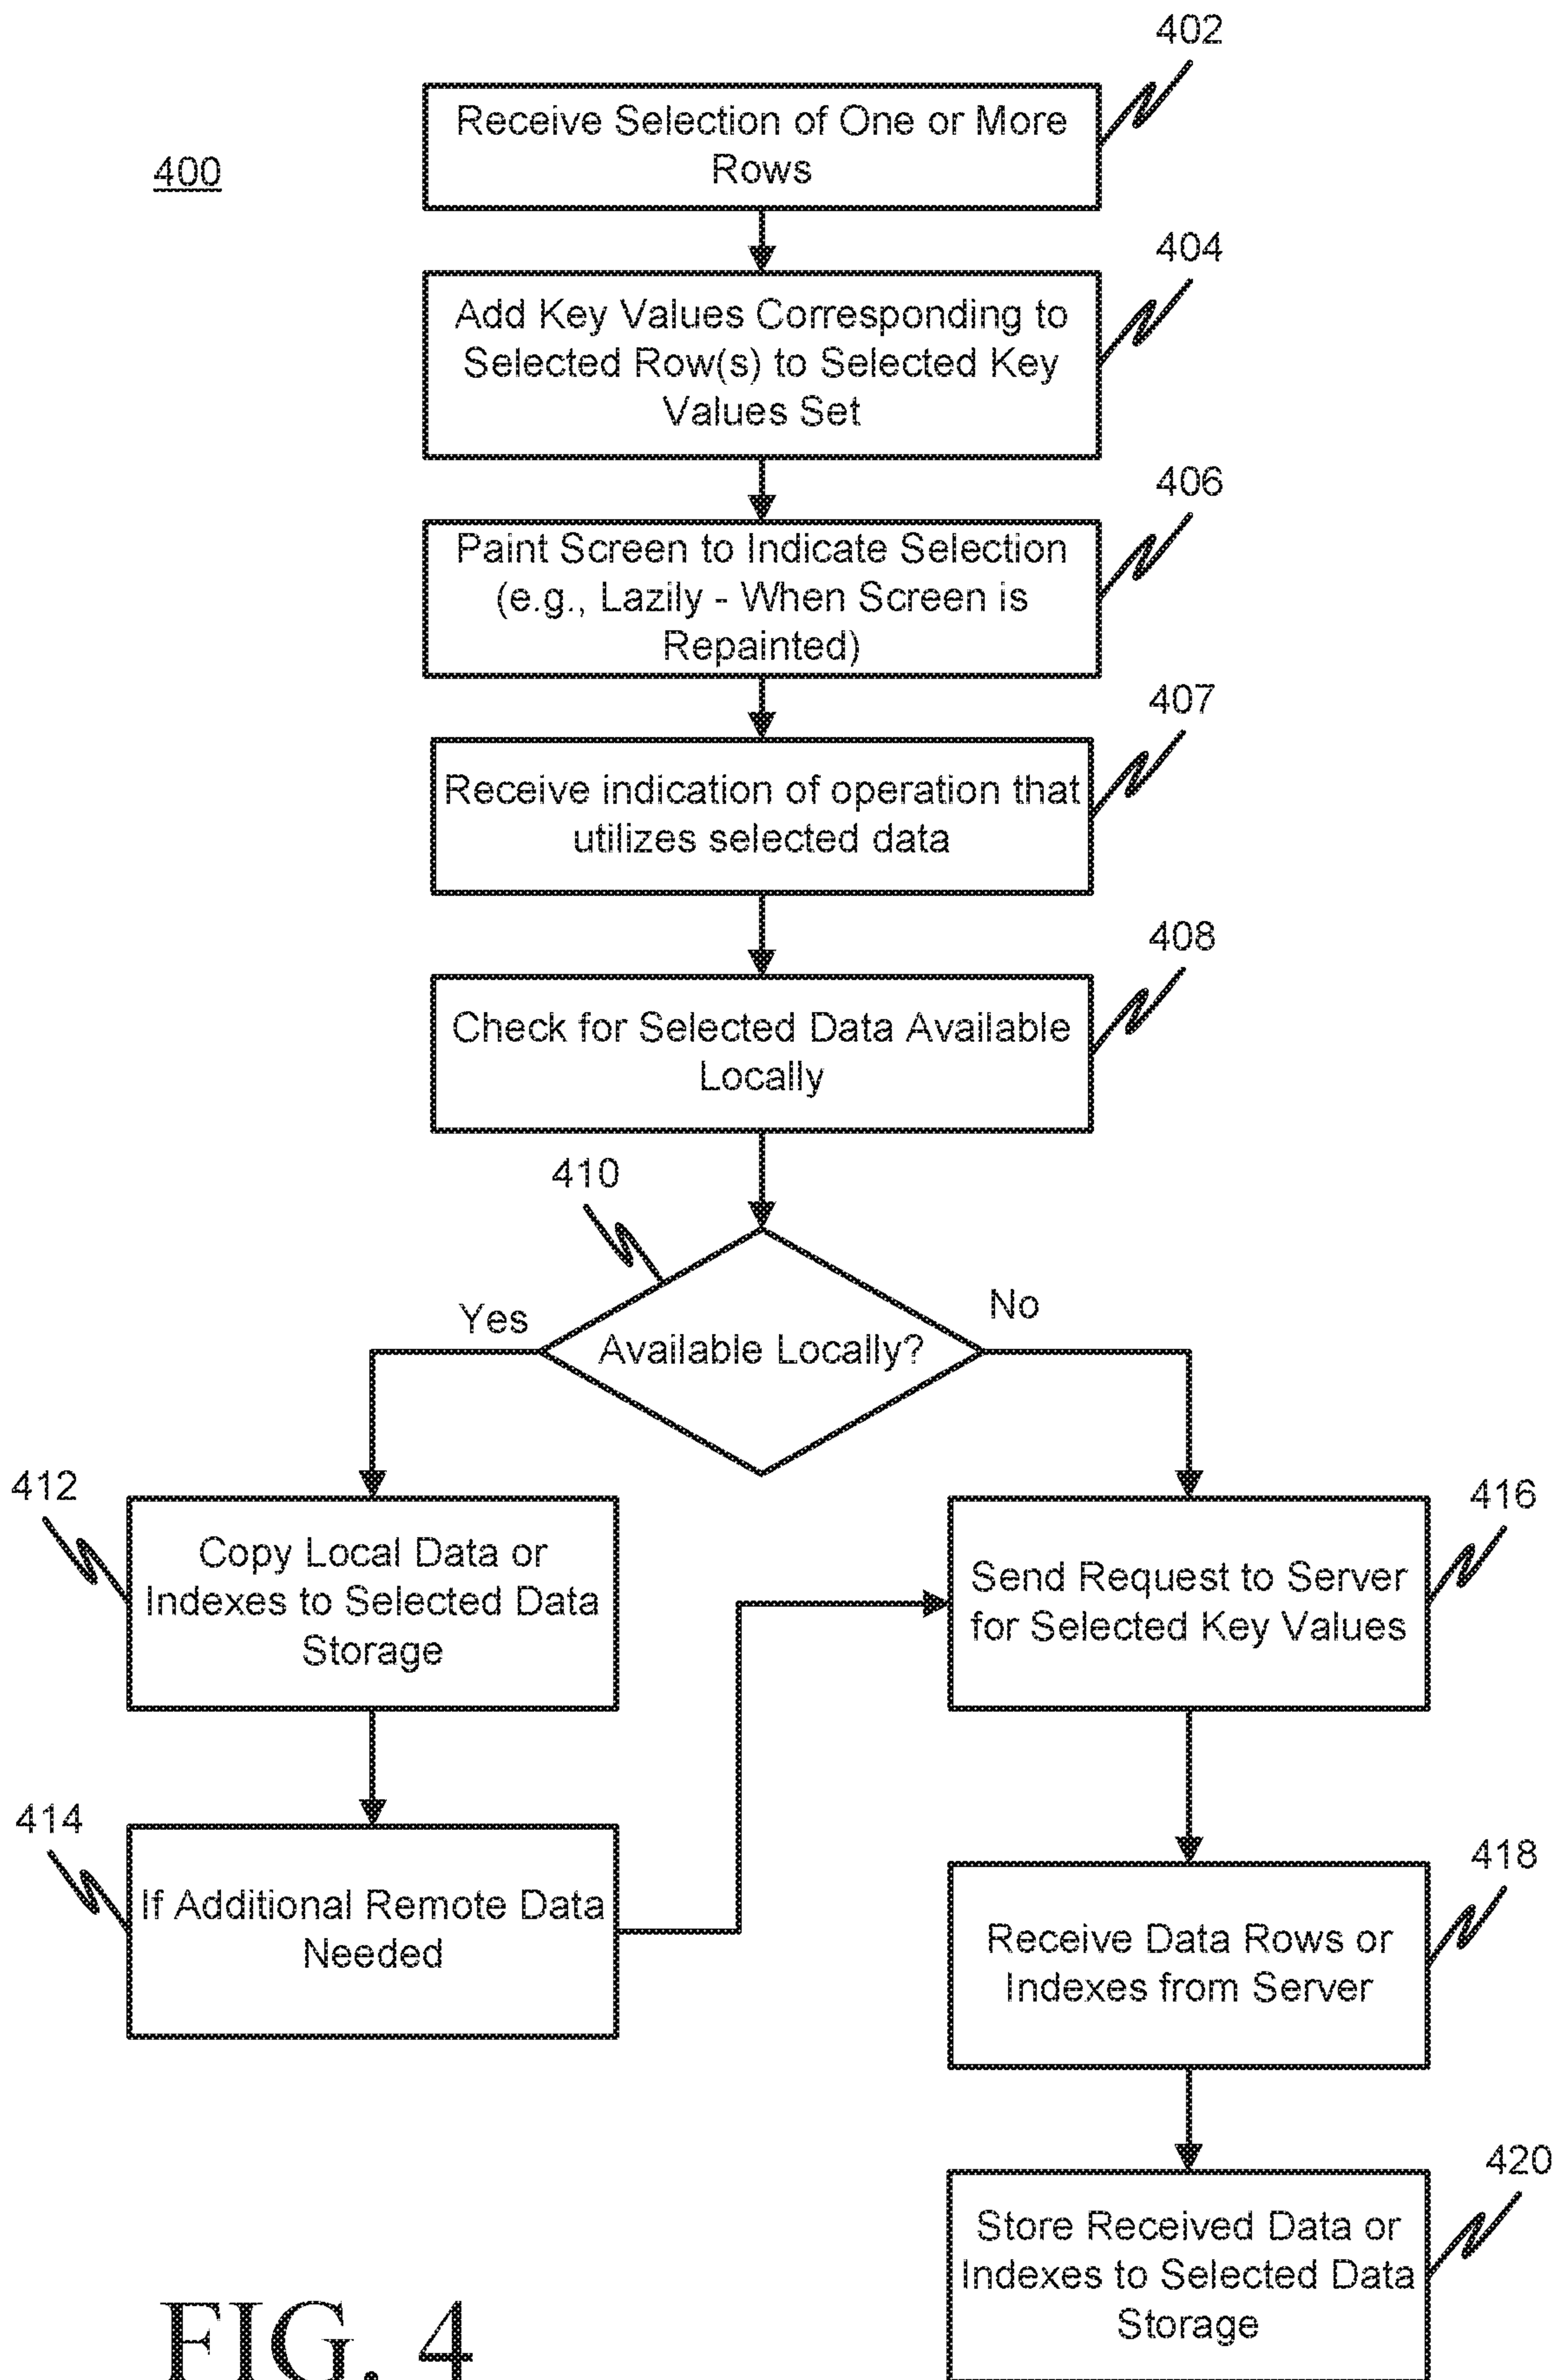 402
Receive Selection of One or More
Rows
400
404
Add Key Values Corresponding to
Selected Row(s) to Selected Key
Values Set
406
Paint Screen to Indicate Selection
(e.g., Lazily - When Screen is
Repainted)
407
Receive indication of operation that
utilizes selected data
408
Check for Selected Data Available
Locally
410
Yes
No
Available Locally?
412
Copy Local Data or
Indexes to Selected Data
Storage
416
Send Request to Server
for Selected Key Values
414
If Additional Remote Data
Needed
418
Receive Data Rows or
Indexes from Server
420
Store Received Data or
Indexes to Selected Data
Storage
FIG. 4